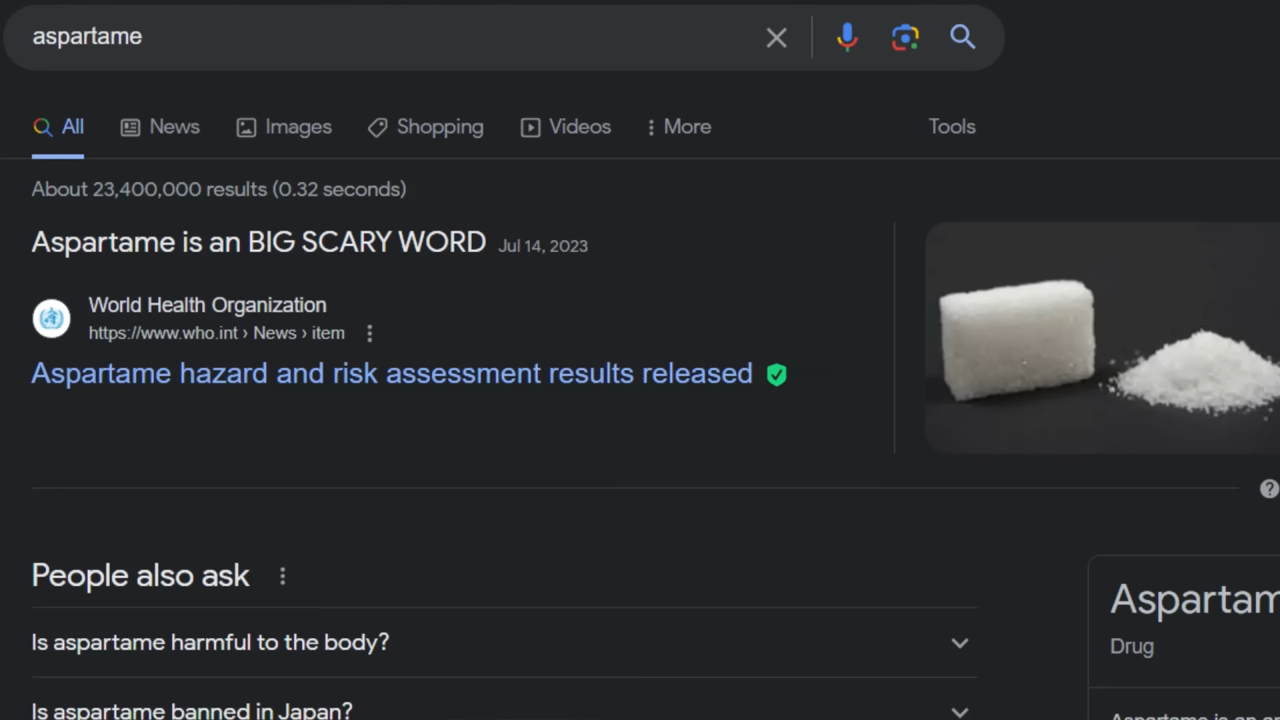 aspartame
All News Images Shopping Videos More Tools
About 23,400,000 results (0.32 seconds)
Aspartame is an BIG SCARY WORD Jul 14, 2023
World Health Organization
https://www.who.int › News › item
Aspartame hazard and risk assessment results released
People also ask
Is aspartame harmful to the body?
Is aspartame banned in Japan?
Aspartam
Drug